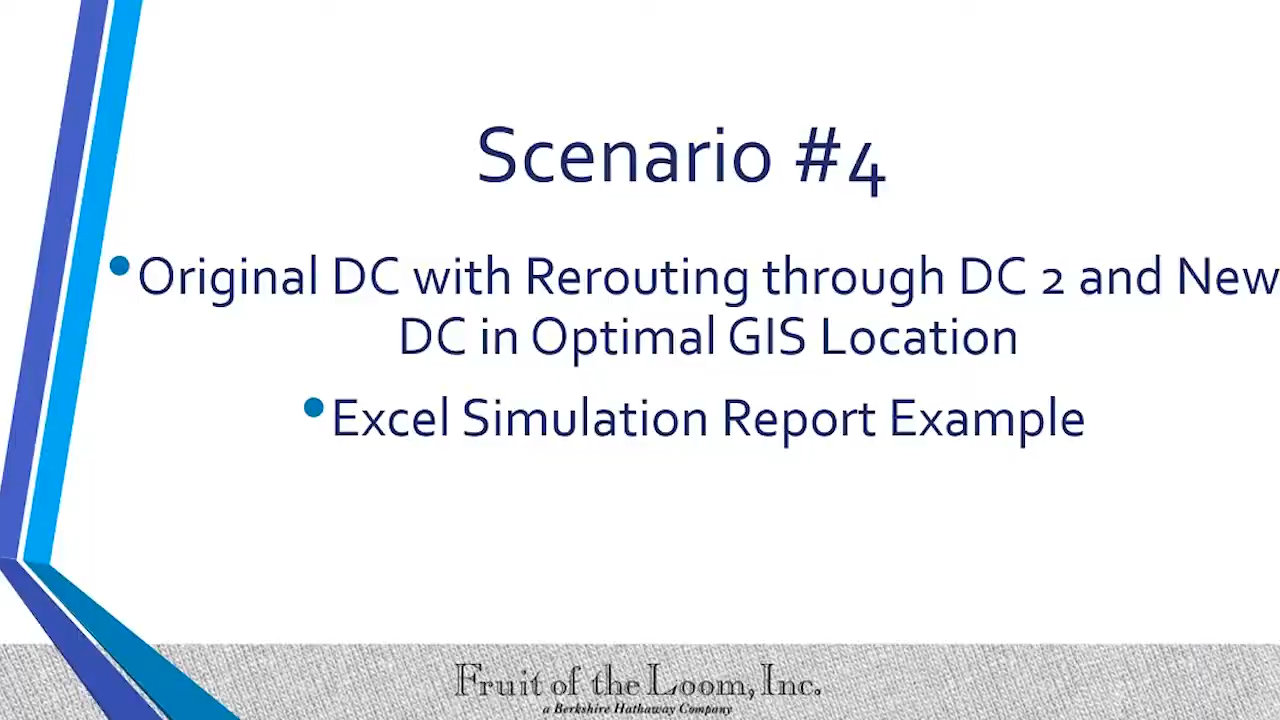 Scenario #4
•Original DC with Rerouting through DC 2 and New
DC in Optimal GIS Location
•Excel Simulation Report Example
Fruit of the Loom, Inc.
a Berkshire Hathaway Company